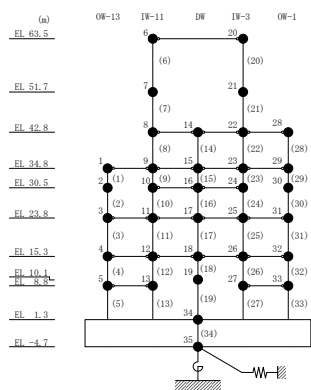 (m) OW-13 IW-11 DW IW-3 OW-1
EL 63.5 6 20
(6) (20)
EL 51.7 7 21
(7) (21)
EL 42.8 8 14 22 28
(8) (14) (22) (28)
EL 34.8 1 9 15 23 29
(1) (9) (15) (23) (29)
EL 30.5 2 10 16 24 30
(2) (10) (16) (24) (30)
EL 23.8 3 11 17 25 31
(3) (11) (17) (25) (31)
EL 15.3 4 12 18 26 32
(4) (12) (18) (26) (32)
EL 10.1 19
EL 8.8 5 13 27 33
(5) (13) (19) (27) (33)
EL 1.3 34
(34)
EL -4.7 35